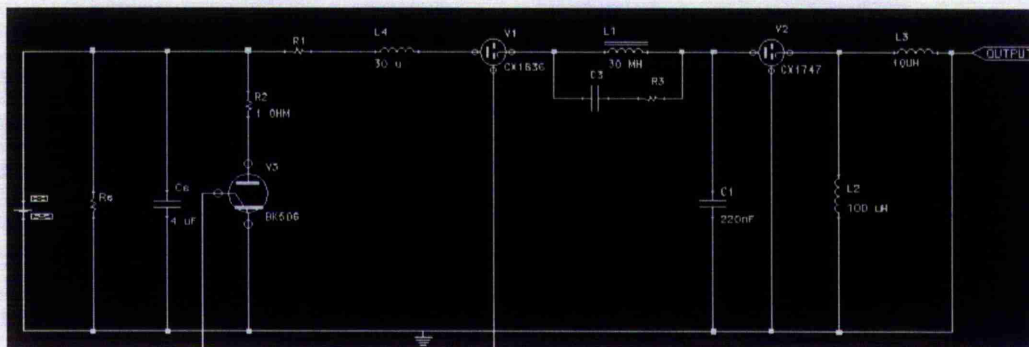 R1
L4
30 u
V1
CX1836
L1
30 MH
C3
R3
V2
CX1747
L3
10UH
OUTPUT
R2
1 OHM
V3
BK506
Rs
Cs
4 uF
C1
220nF
L2
100 uH